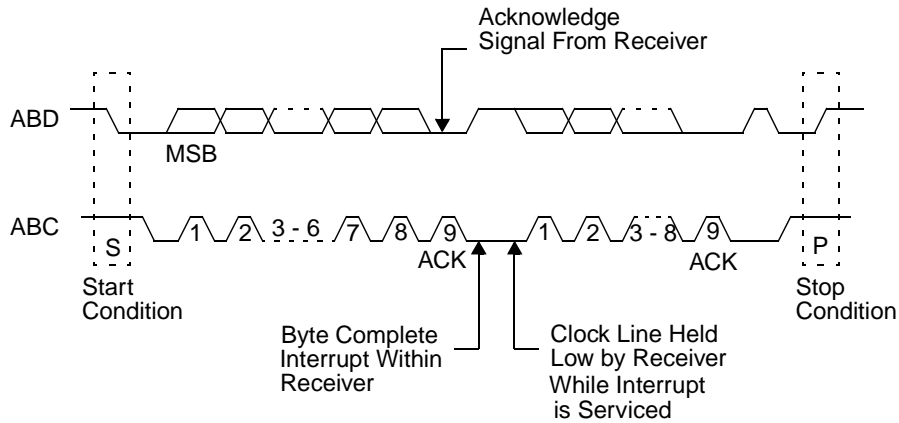 Acknowledge
Signal From Receiver
ABD
MSB
ABC
S
1 2 3 - 6 7 8 9 1 2 3 - 8 9
P
ACK
ACK
Start
Condition
Stop
Condition
Byte Complete
Interrupt Within
Receiver
Clock Line Held
Low by Receiver
While Interrupt
is Serviced